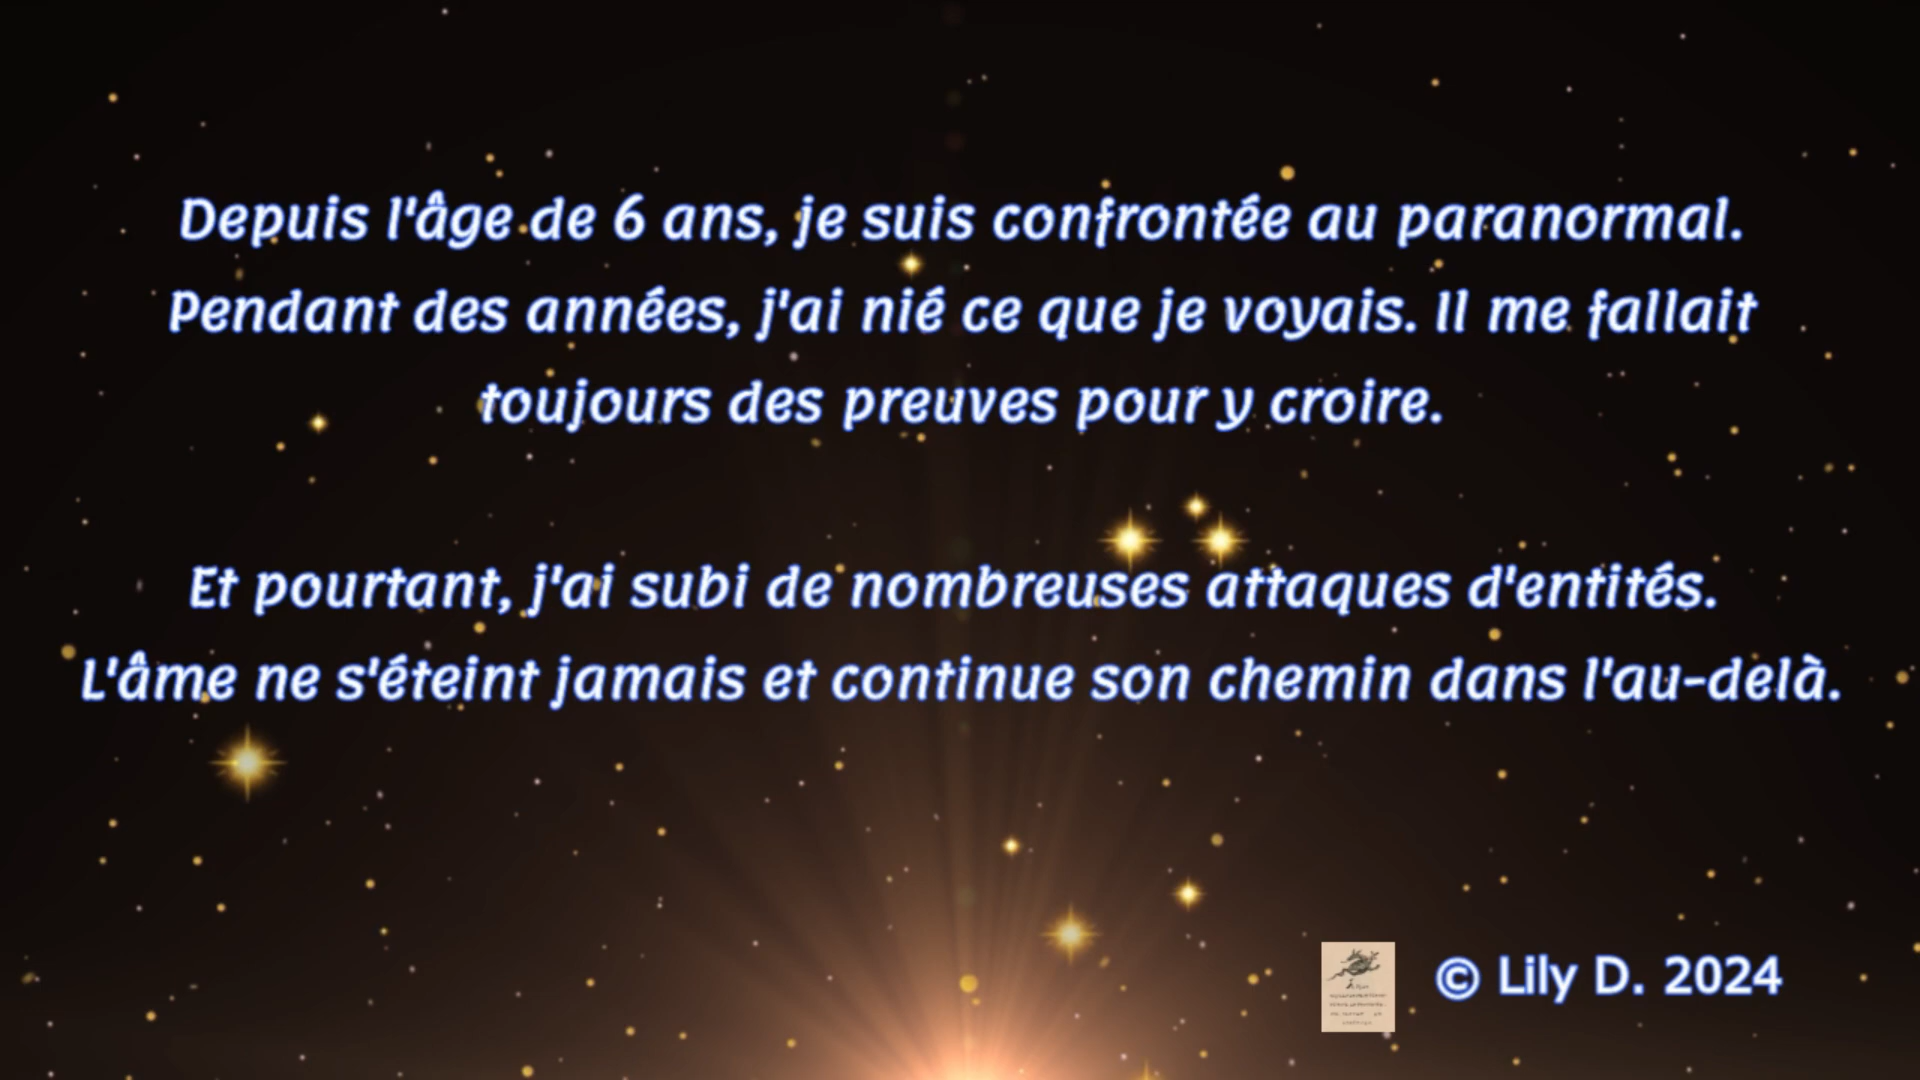 Depuis l'âge de 6 ans, je suis confrontée au paranormal.
Pendant des années, j'ai nié ce que je voyais. Il me fallait
toujours des preuves pour y croire.
Et pourtant, j'ai subi de nombreuses attaques d'entités.
L'âme ne s'éteint jamais et continue son chemin dans l'au-delà.
© Lily D. 2024